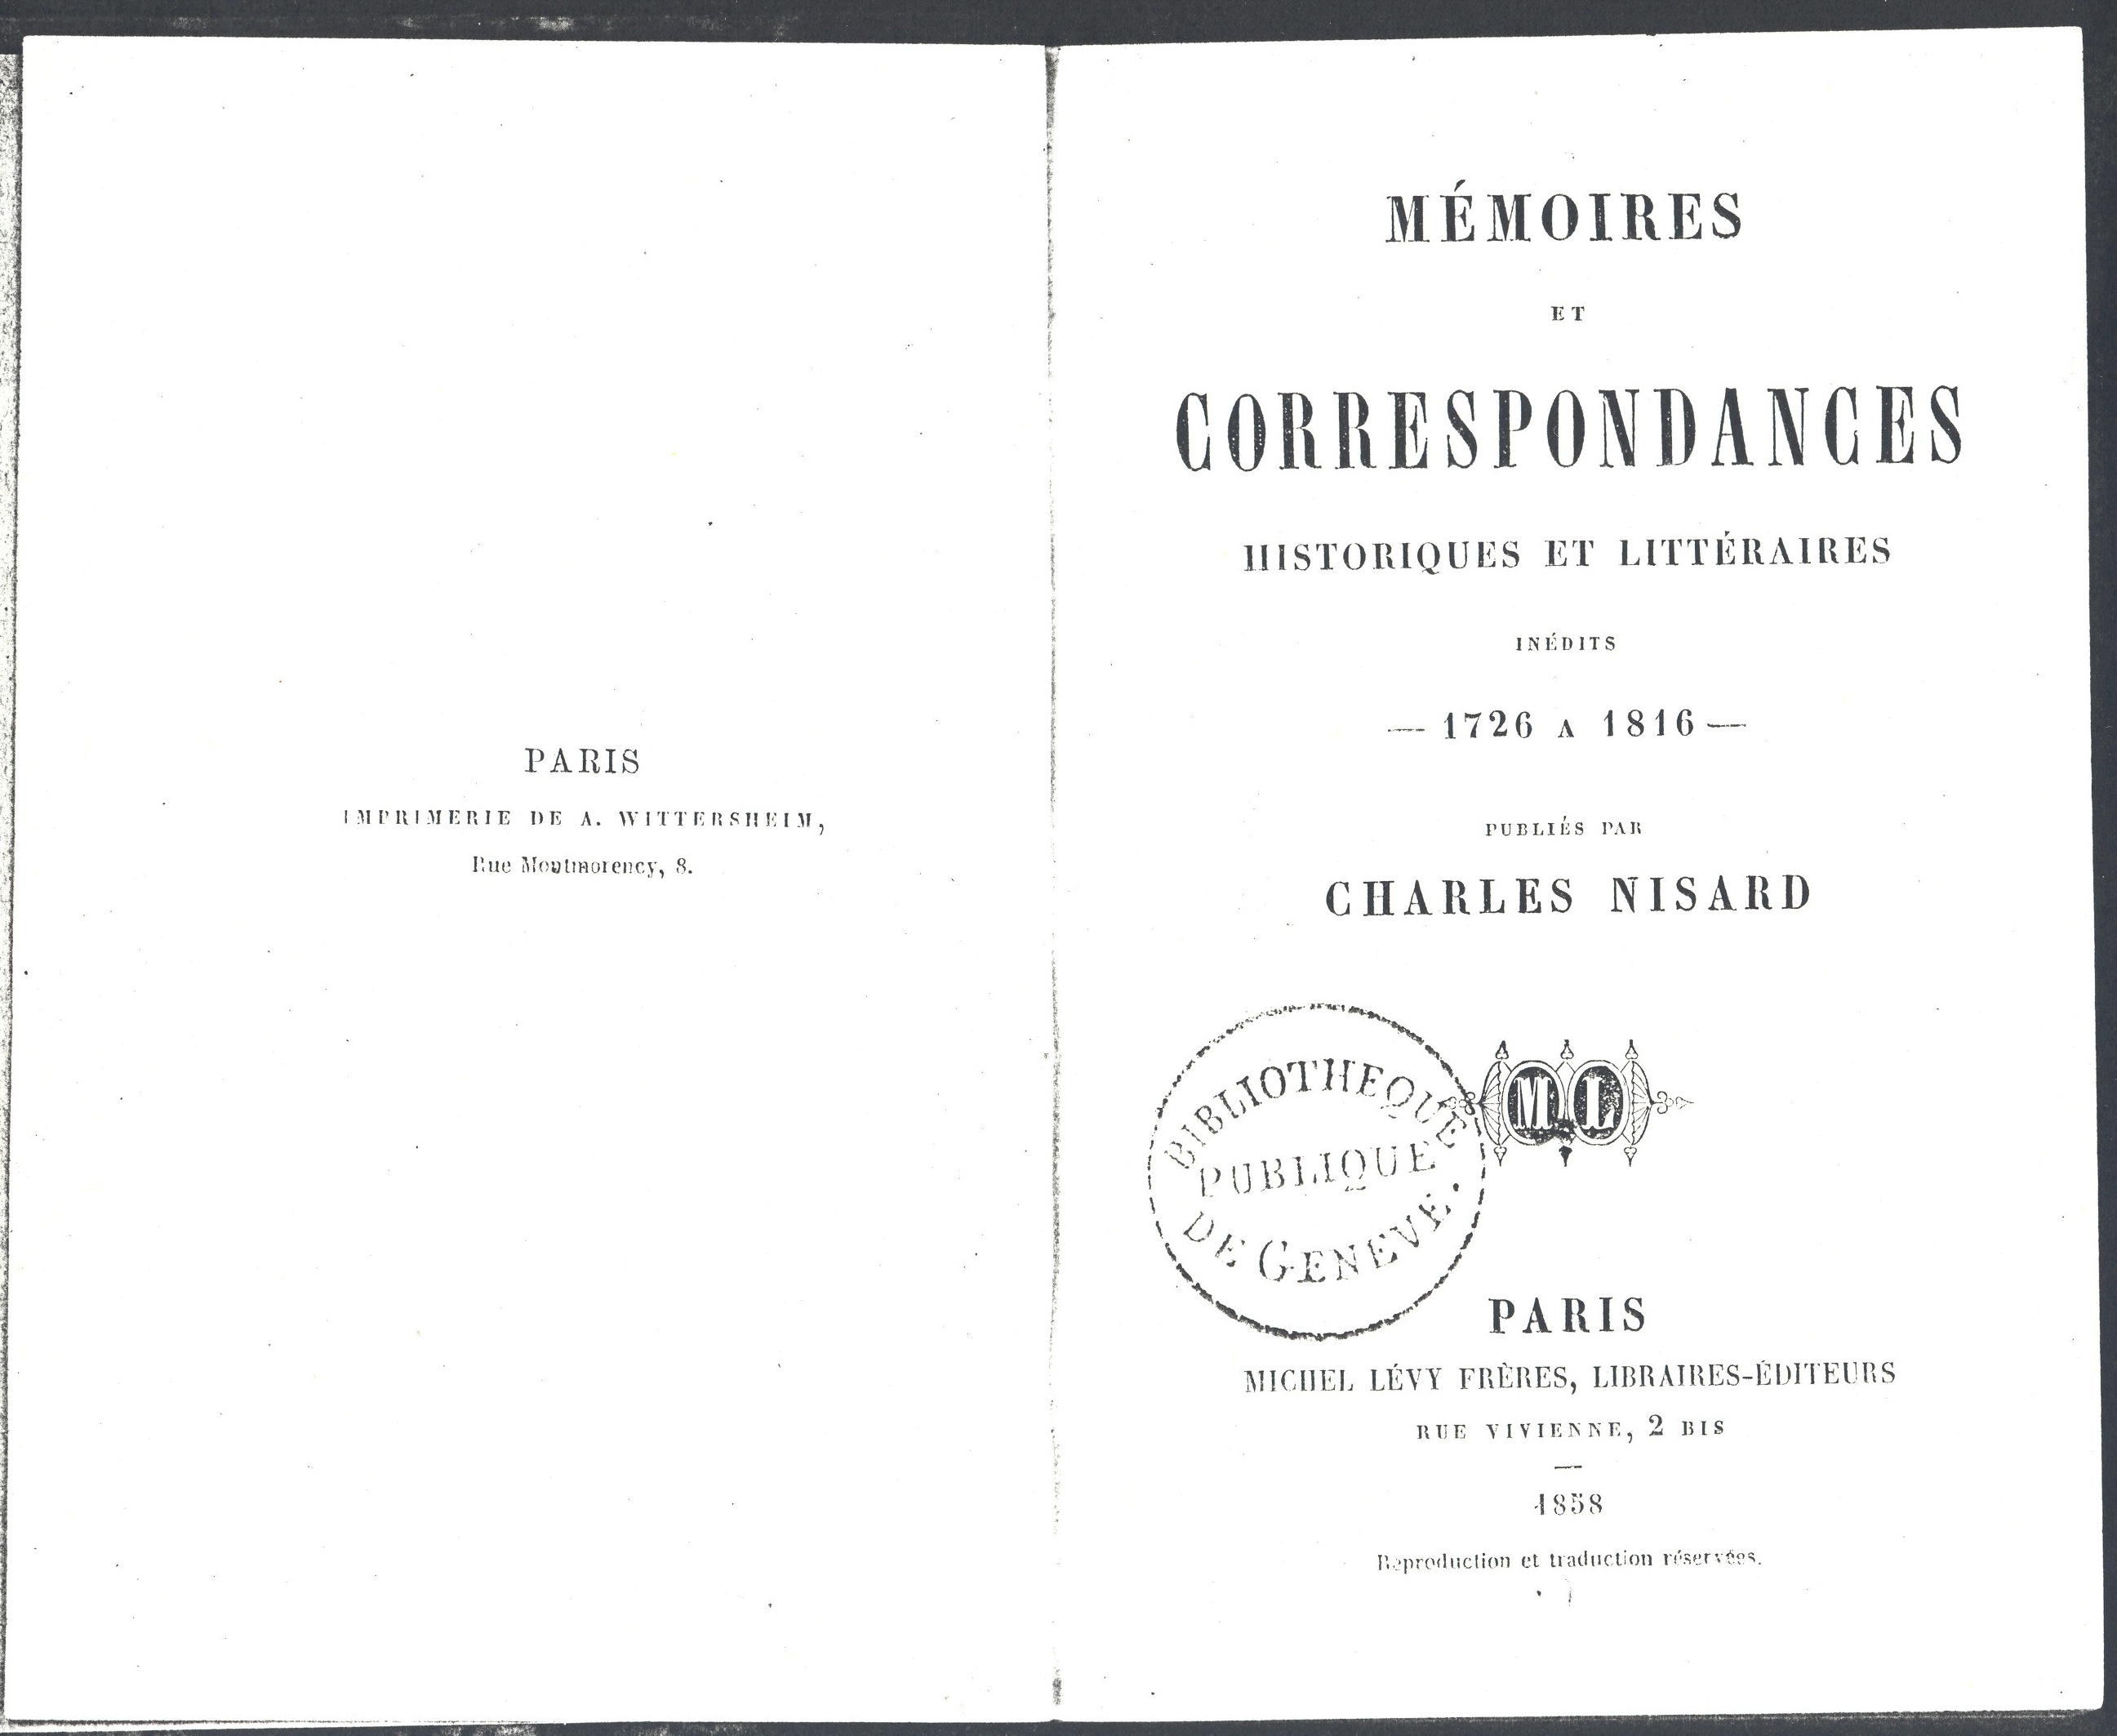 PARIS
IMPRIMERIE DE A. WITTERSHEIM,
Rue Montmorency, 8.
MÉMOIRES
ET
CORRESPONDANCES
HISTORIQUES ET LITTÉRAIRES
INÉDITS
— 1726 A 1816 —
PUBLIÉS PAR
CHARLES NISARD
ML
BIBLIOTHEQUE
PUBLIQUE
DE GENEVE.
PARIS
MICHEL LÉVY FRÈRES, LIBRAIRES-ÉDITEURS
RUE VIVIENNE, 2 BIS
—
1858
Reproduction et traduction réservées.